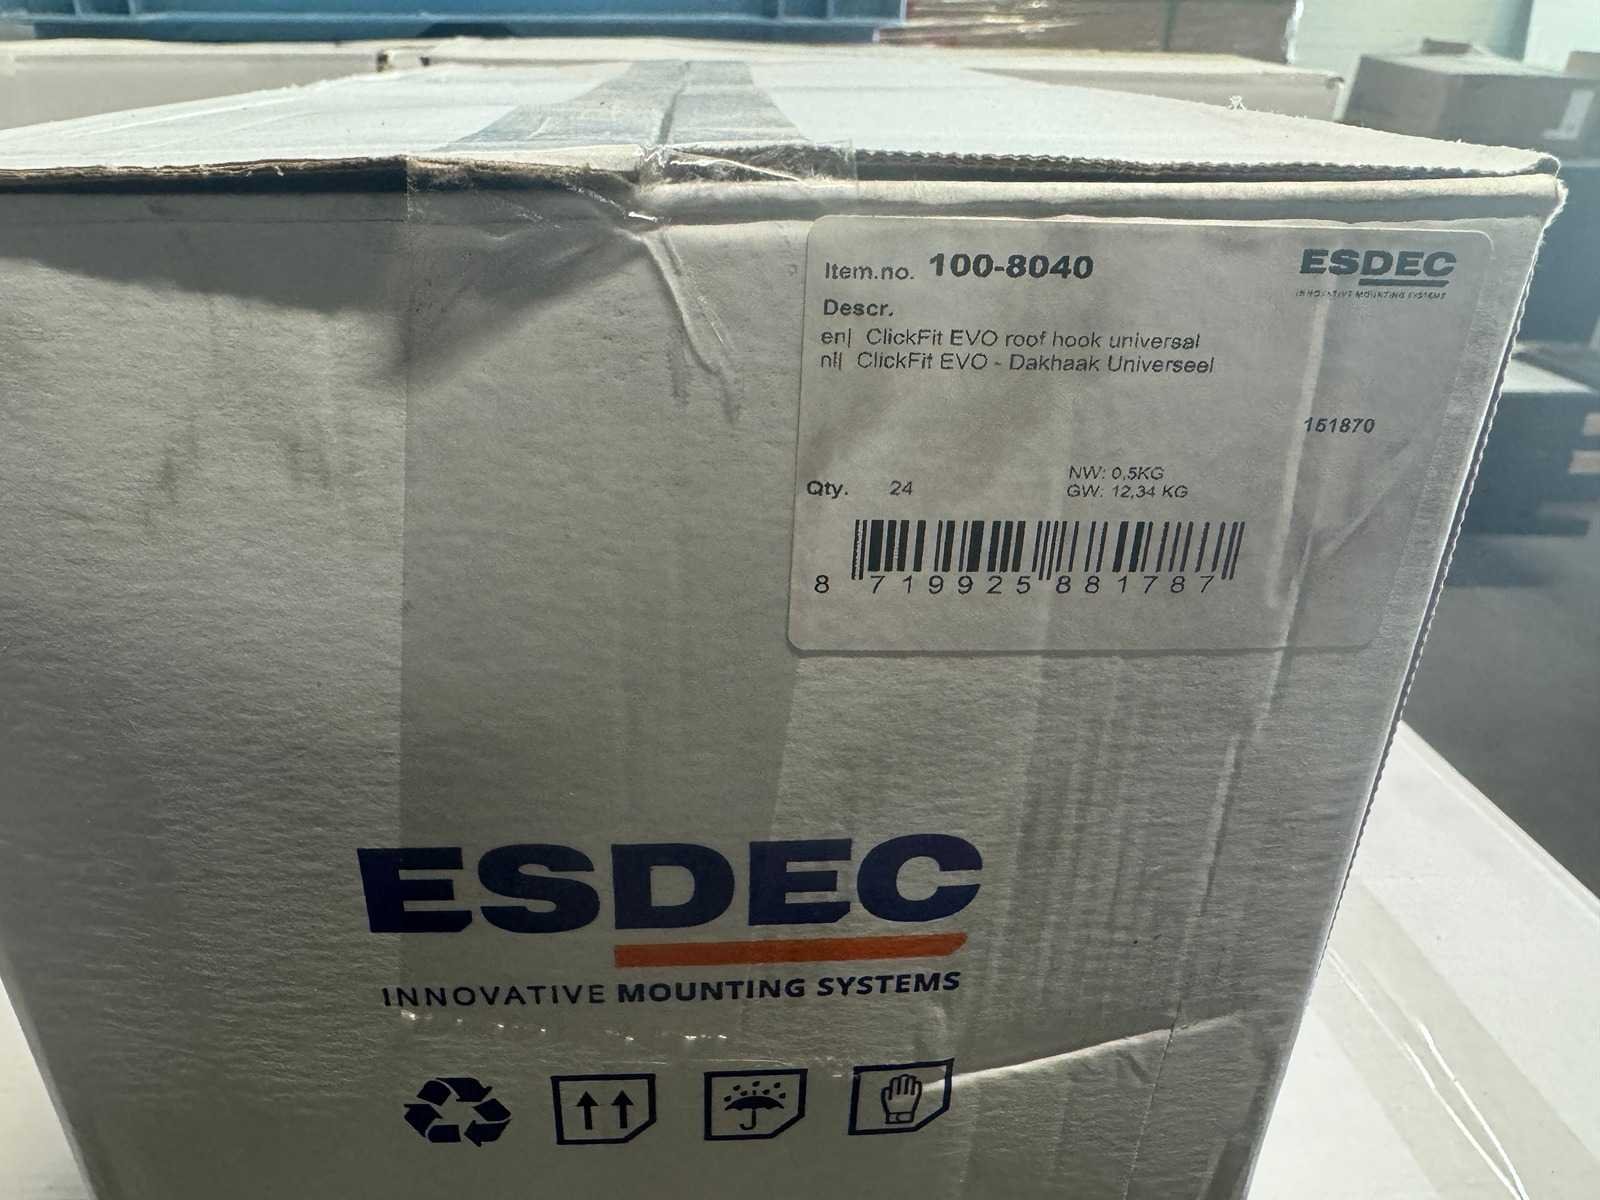 Item.no. 100-8040
ESDEC
INNOVATIVE MOUNTING SYSTEMS
Descr.
en| ClickFit EVO roof hook universal
nl| ClickFit EVO - Dakhaak Universeel
151870
NW: 0,5KG
Qty. 24
GW: 12,34 KG
8 719925 881787
ESDEC
INNOVATIVE MOUNTING SYSTEMS